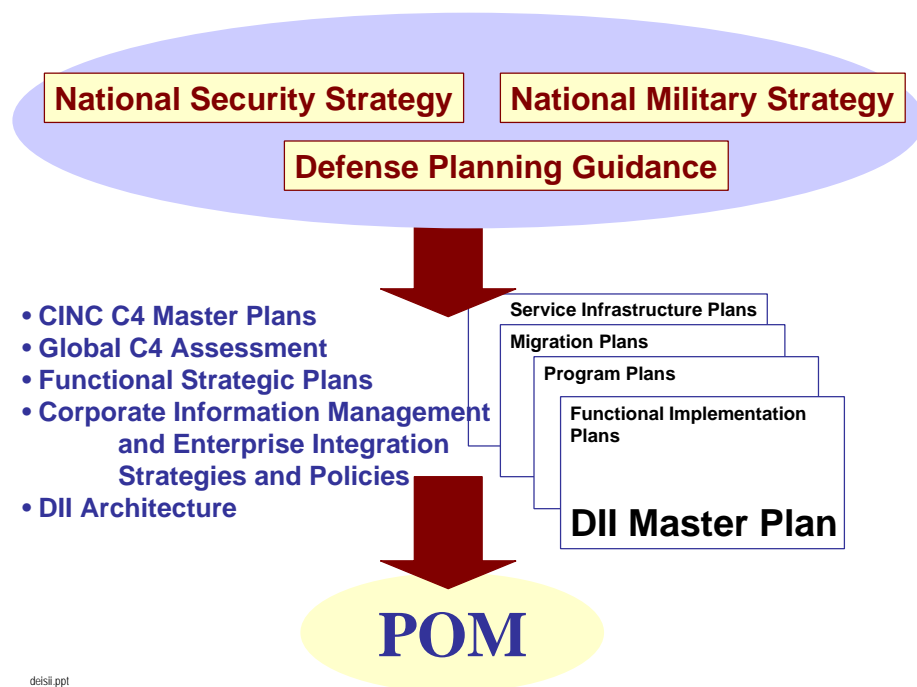 National Security Strategy
National Military Strategy
Defense Planning Guidance
• CINC C4 Master Plans
• Global C4 Assessment
• Functional Strategic Plans
• Corporate Information Management
and Enterprise Integration
Strategies and Policies
• DII Architecture
Service Infrastructure Plans
Migration Plans
Program Plans
Functional Implementation
Plans
DII Master Plan
POM
deisii.ppt